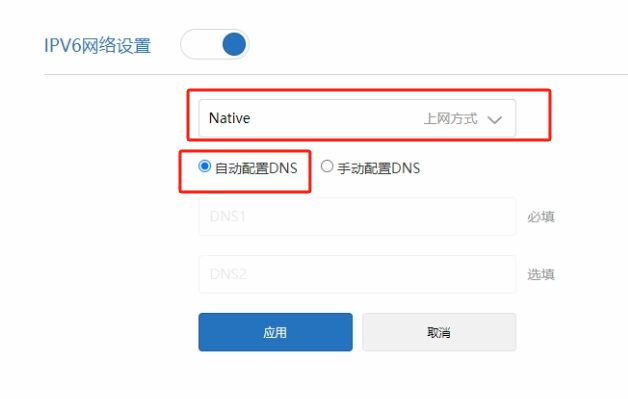 IPV6网络设置
Native 上网方式
自动配置DNS 手动配置DNS
DNS1 必填
DNS2 选填
应用 取消